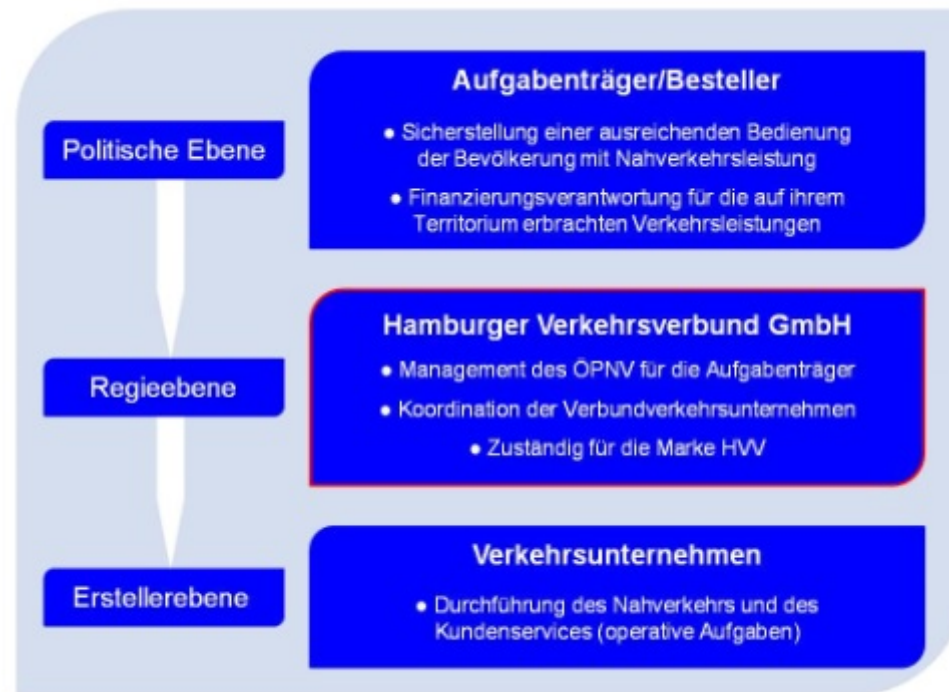 Politische Ebene
Aufgabenträger/Besteller
● Sicherstellung einer ausreichenden Bedienung
der Bevölkerung mit Nahverkehrsleistung
● Finanzierungsverantwortung für die auf ihrem
Territorium erbrachten Verkehrsleistungen
Regieebene
Hamburger Verkehrsverbund GmbH
● Management des ÖPNV für die Aufgabenträger
● Koordination der Verbundverkehrsunternehmen
● Zuständig für die Marke HVV
Erstellerebene
Verkehrsunternehmen
● Durchführung des Nahverkehrs und des
Kundenservices (operative Aufgaben)